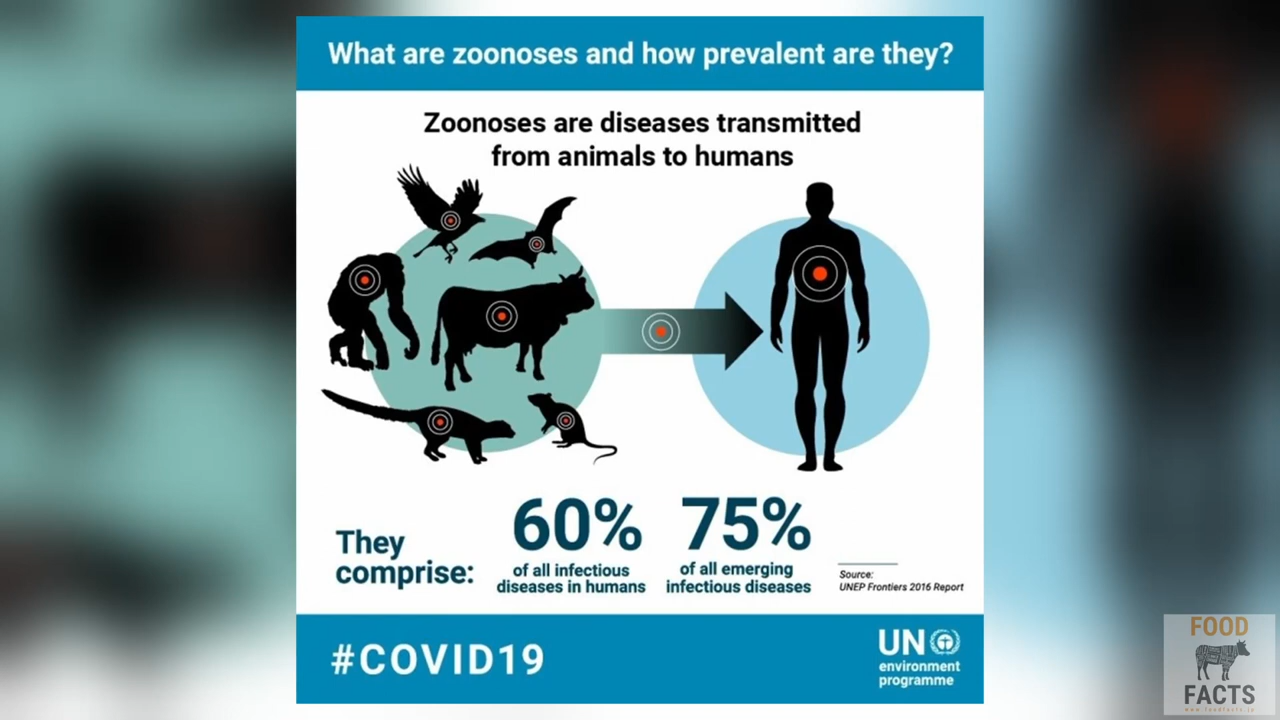 What are zoonoses and how prevalent are they?
Zoonoses are diseases transmitted
from animals to humans
They
comprise:
60%
of all infectious
diseases in humans
75%
of all emerging
infectious diseases
Source:
UNEP Frontiers 2016 Report
#COVID19
UN
environment
programme
FOOD
FACTS